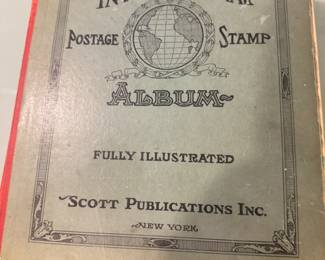 POSTAGE STAMP
ALBUM
FULLY ILLUSTRATED
SCOTT PUBLICATIONS INC.
NEW YORK